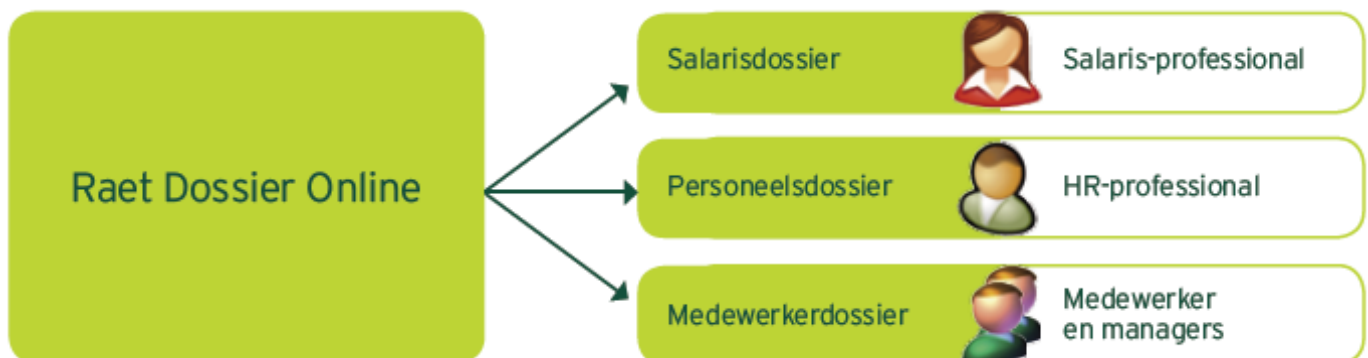 Raet Dossier Online
Salarisdossier
Salaris-professional
Personeelsdossier
HR-professional
Medewerkerdossier
Medewerker
en managers